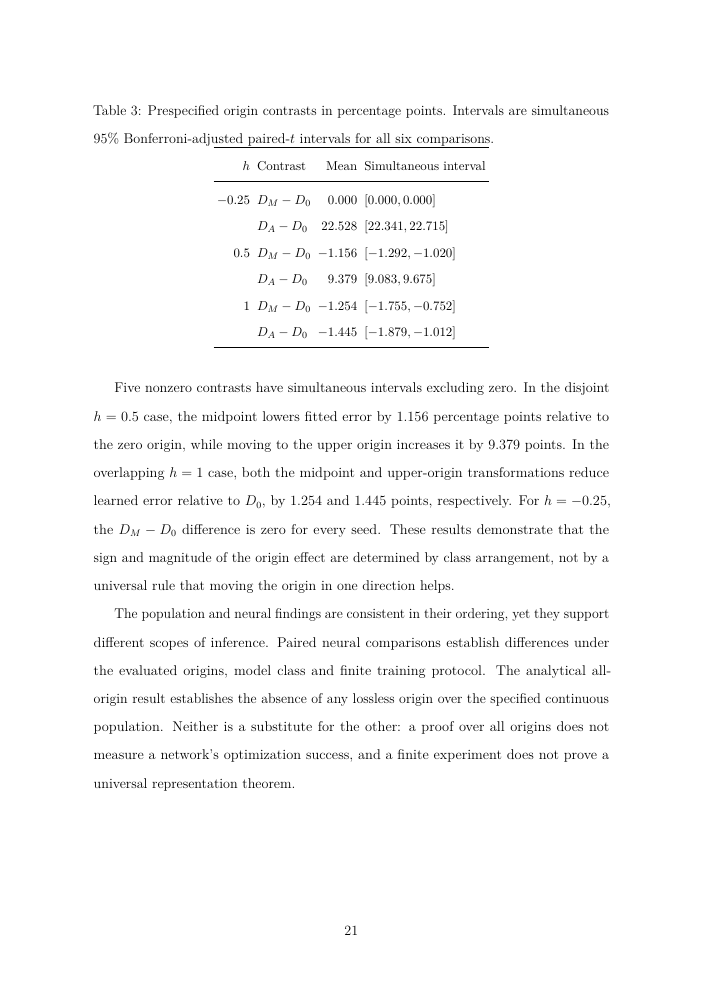 Table 3: Prespecified origin contrasts in percentage points. Intervals are simultaneous
95% Bonferroni-adjusted paired-t intervals for all six comparisons.
h Contrast Mean Simultaneous interval
−0.25 D_M − D_0 0.000 [0.000, 0.000]
D_A − D_0 22.528 [22.341, 22.715]
0.5 D_M − D_0 −1.156 [−1.292, −1.020]
D_A − D_0 9.379 [9.083, 9.675]
1 D_M − D_0 −1.254 [−1.755, −0.752]
D_A − D_0 −1.445 [−1.879, −1.012]
Five nonzero contrasts have simultaneous intervals excluding zero. In the disjoint
h = 0.5 case, the midpoint lowers fitted error by 1.156 percentage points relative to
the zero origin, while moving to the upper origin increases it by 9.379 points. In the
overlapping h = 1 case, both the midpoint and upper-origin transformations reduce
learned error relative to D_0, by 1.254 and 1.445 points, respectively. For h = −0.25,
the D_M − D_0 difference is zero for every seed. These results demonstrate that the
sign and magnitude of the origin effect are determined by class arrangement, not by a
universal rule that moving the origin in one direction helps.
The population and neural findings are consistent in their ordering, yet they support
different scopes of inference. Paired neural comparisons establish differences under
the evaluated origins, model class and finite training protocol. The analytical all-
origin result establishes the absence of any lossless origin over the specified continuous
population. Neither is a substitute for the other: a proof over all origins does not
measure a network's optimization success, and a finite experiment does not prove a
universal representation theorem.
21